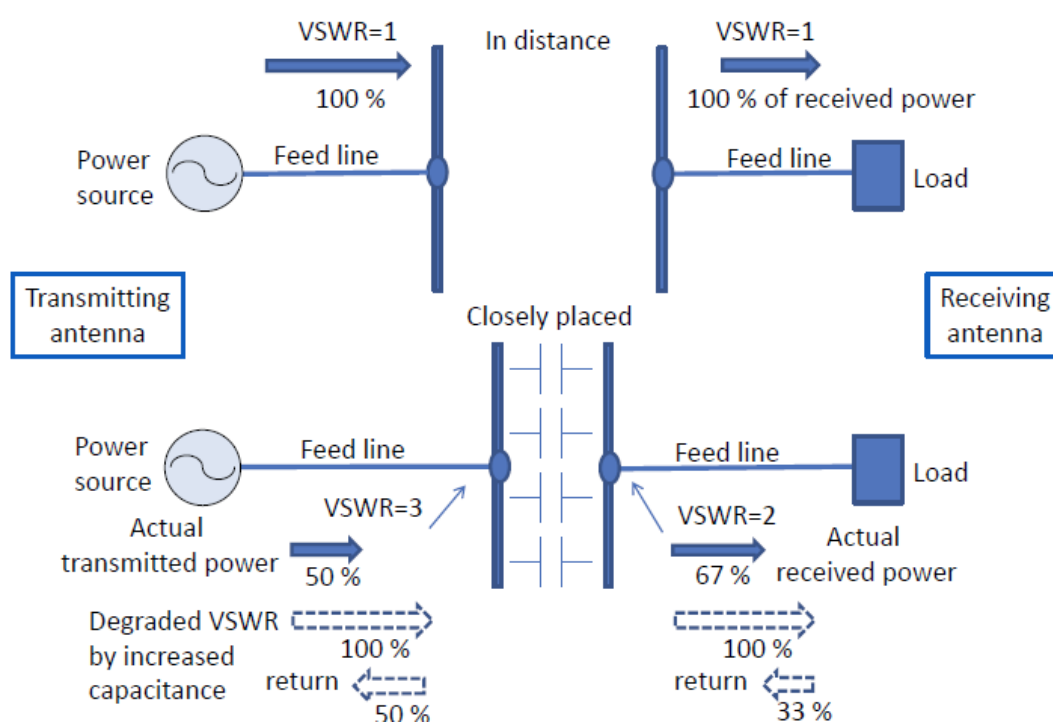 VSWR=1
In distance
VSWR=1
100 %
100 % of received power
Power
source
Feed line
Feed line
Load
Transmitting
antenna
Receiving
antenna
Closely placed
Power
source
Feed line
Feed line
Load
VSWR=3
VSWR=2
Actual
transmitted power
50 %
67 %
Actual
received power
Degraded VSWR
by increased
capacitance
100 %
100 %
return
50 %
return
33 %